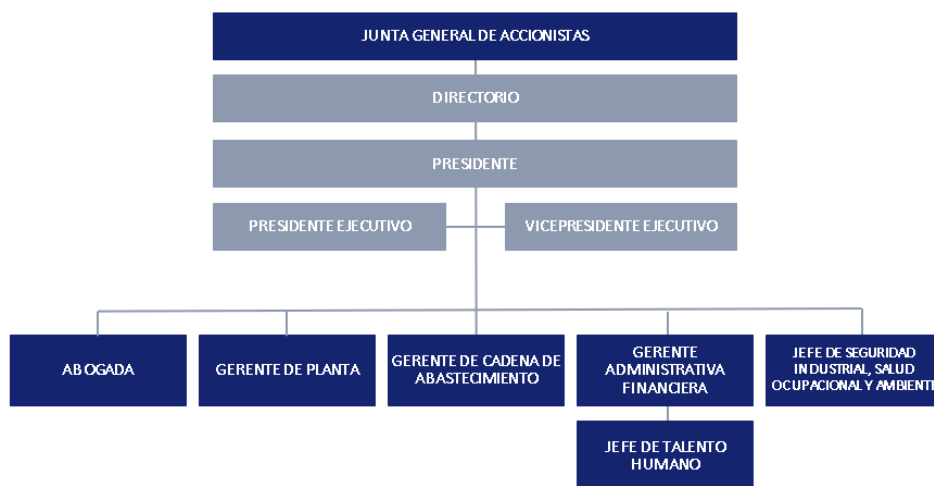 JUNTA GENERAL DE ACCIONISTAS
DIRECTORIO
PRESIDENTE
PRESIDENTE EJECUTIVO
VICEPRESIDENTE EJECUTIVO
ABOGADA
GERENTE DE PLANTA
GERENTE DE CADENA DE
ABASTECIMIENTO
GERENTE
ADMINISTRATIVA
FINANCIERA
JEFE DE SEGURIDAD
INDUSTRIAL, SALUD
OCUPACIONAL Y AMBIENTE
JEFE DE TALENTO
HUMANO